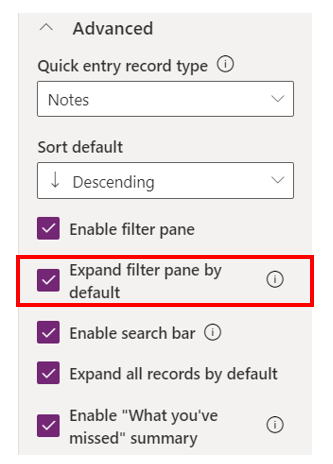 Advanced
Quick entry record type
Notes
Sort default
Descending
Enable filter pane
Expand filter pane by
default
Enable search bar
Expand all records by default
Enable "What you've
missed" summary